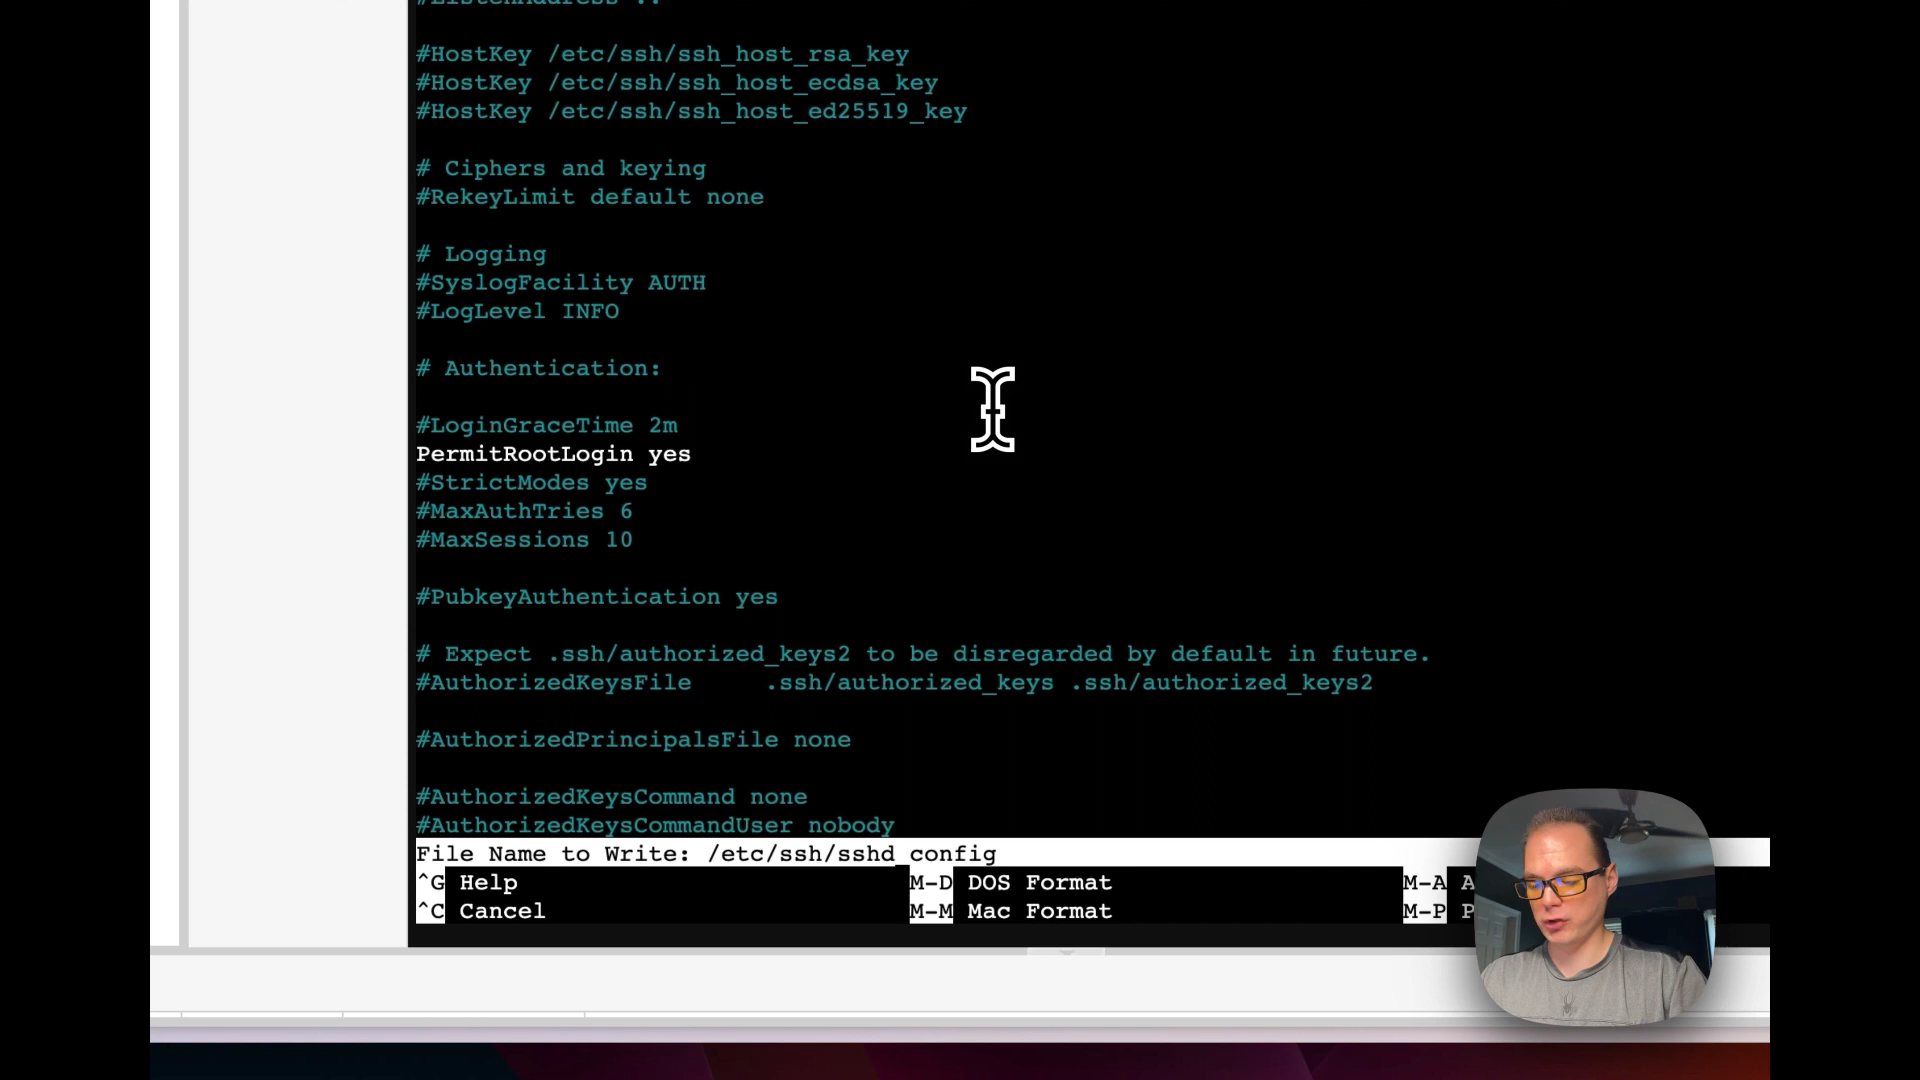 #HostKey /etc/ssh/ssh_host_rsa_key
#HostKey /etc/ssh/ssh_host_ecdsa_key
#HostKey /etc/ssh/ssh_host_ed25519_key
# Ciphers and keying
#RekeyLimit default none
# Logging
#SyslogFacility AUTH
#LogLevel INFO
# Authentication:
#LoginGraceTime 2m
PermitRootLogin yes
#StrictModes yes
#MaxAuthTries 6
#MaxSessions 10
#PubkeyAuthentication yes
# Expect .ssh/authorized_keys2 to be disregarded by default in future.
#AuthorizedKeysFile     .ssh/authorized_keys .ssh/authorized_keys2
#AuthorizedPrincipalsFile none
#AuthorizedKeysCommand none
#AuthorizedKeysCommandUser nobody
File Name to Write: /etc/ssh/sshd_config
^G Help M-D DOS Format M-A
^C Cancel M-M Mac Format M-P